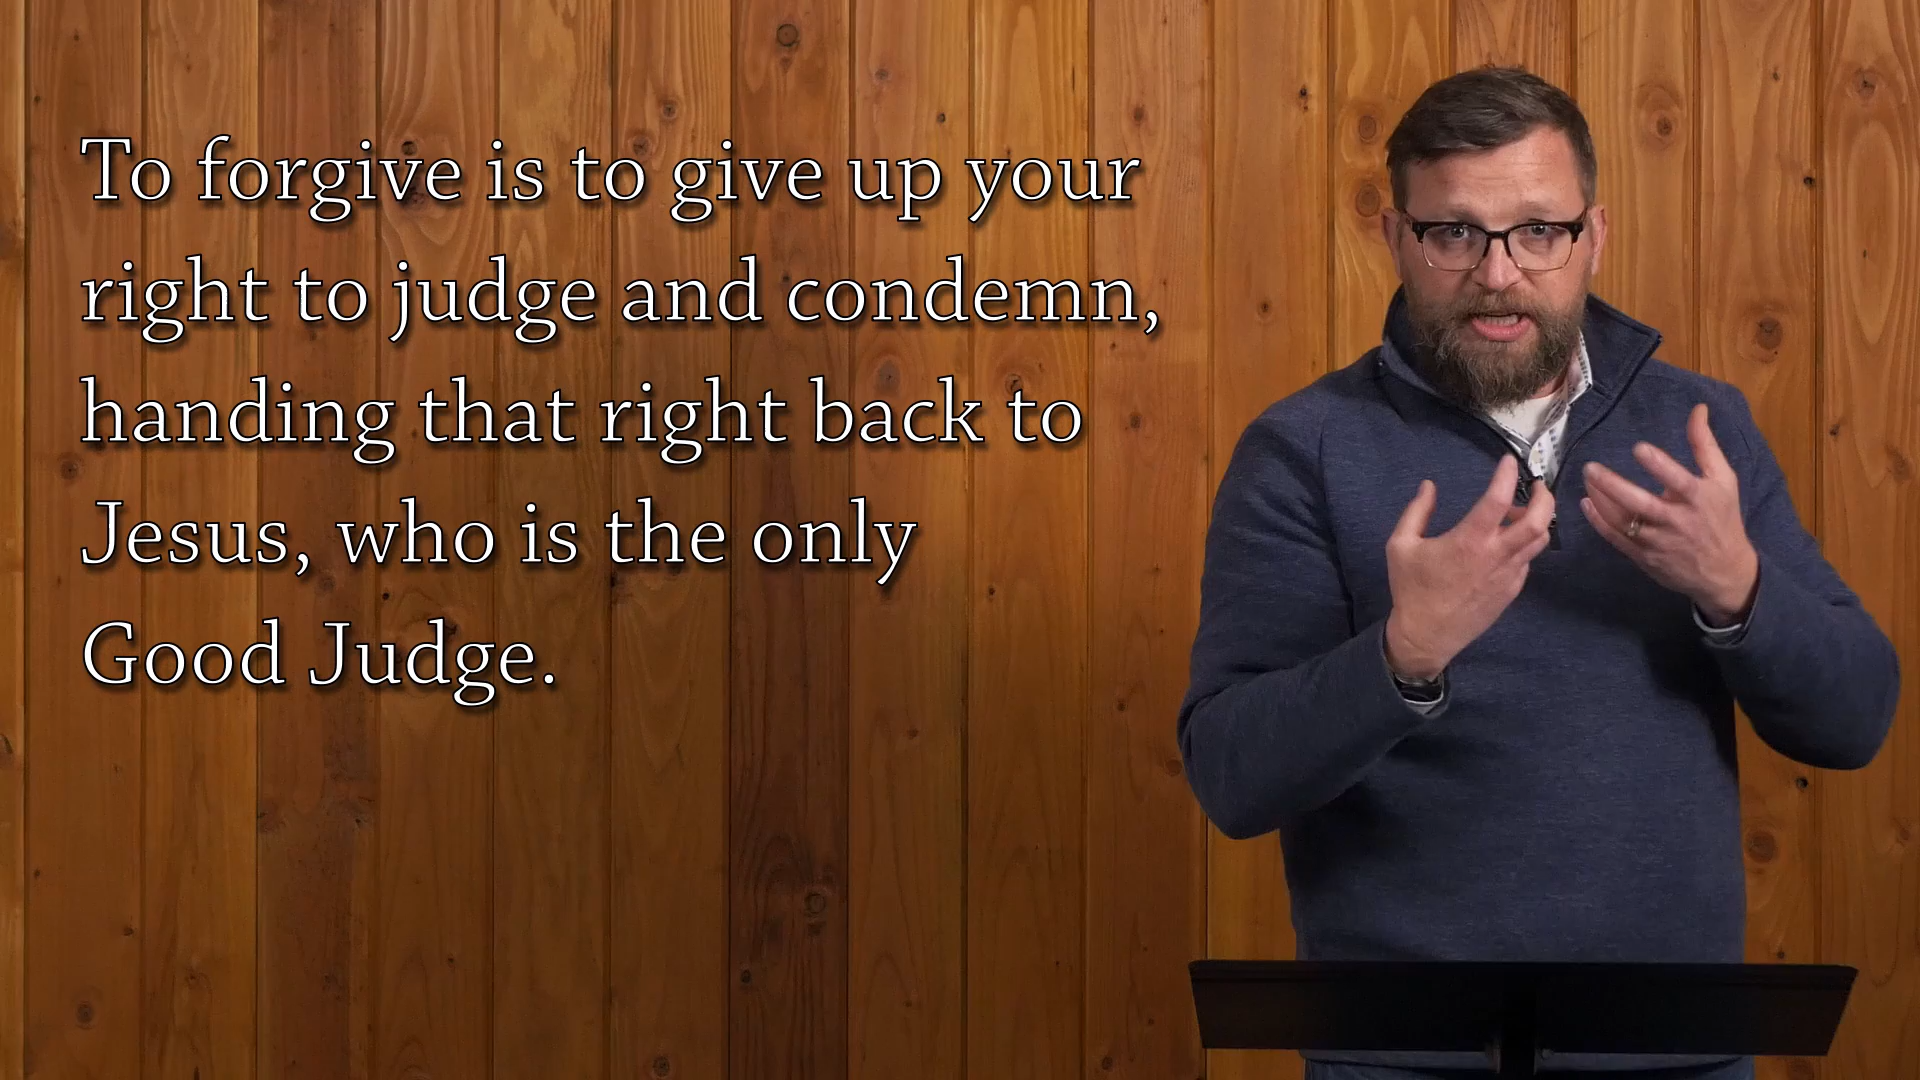 To forgive is to give up your
right to judge and condemn,
handing that right back to
Jesus, who is the only
Good Judge.